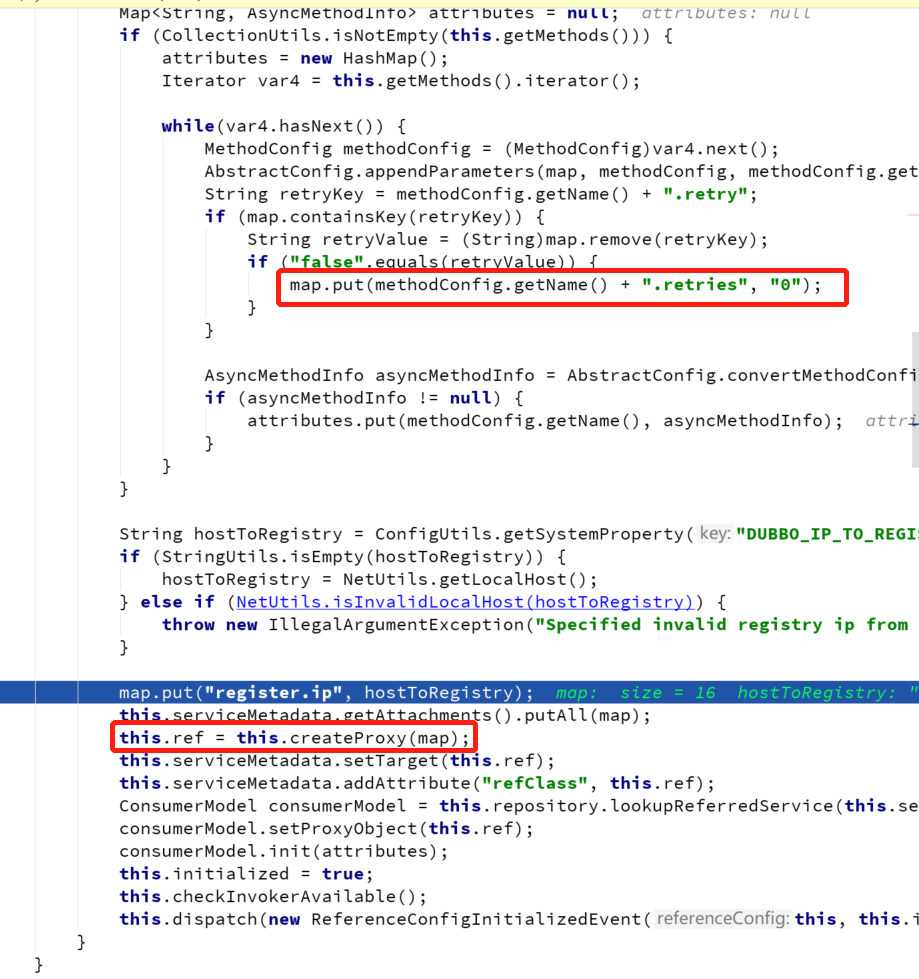 Map<String, AsyncMethodInfo> attributes = null;  attributes: null
if (CollectionUtils.isNotEmpty(this.getMethods())) {
attributes = new HashMap();
Iterator var4 = this.getMethods().iterator();
while(var4.hasNext()) {
MethodConfig methodConfig = (MethodConfig)var4.next();
AbstractConfig.appendParameters(map, methodConfig, methodConfig.get
String retryKey = methodConfig.getName() + ".retry";
if (map.containsKey(retryKey)) {
String retryValue = (String)map.remove(retryKey);
if ("false".equals(retryValue)) {
map.put(methodConfig.getName() + ".retries", "0");
}
}
AsyncMethodInfo asyncMethodInfo = AbstractConfig.convertMethodConfi
if (asyncMethodInfo != null) {
attributes.put(methodConfig.getName(), asyncMethodInfo);  attri
}
}
}
String hostToRegistry = ConfigUtils.getSystemProperty( key: "DUBBO_IP_TO_REGIS
if (StringUtils.isEmpty(hostToRegistry)) {
hostToRegistry = NetUtils.getLocalHost();
} else if (NetUtils.isInvalidLocalHost(hostToRegistry)) {
throw new IllegalArgumentException("Specified invalid registry ip from
}
map.put("register.ip", hostToRegistry);  map:  size = 16  hostToRegistry: "
this.serviceMetadata.getAttachments().putAll(map);
this.ref = this.createProxy(map);
this.serviceMetadata.setTarget(this.ref);
this.serviceMetadata.addAttribute("refClass", this.ref);
ConsumerModel consumerModel = this.repository.lookupReferredService(this.se
consumerModel.setProxyObject(this.ref);
consumerModel.init(attributes);
this.initialized = true;
this.checkInvokerAvailable();
this.dispatch(new ReferenceConfigInitializedEvent( referenceConfig: this, this.i
}
}